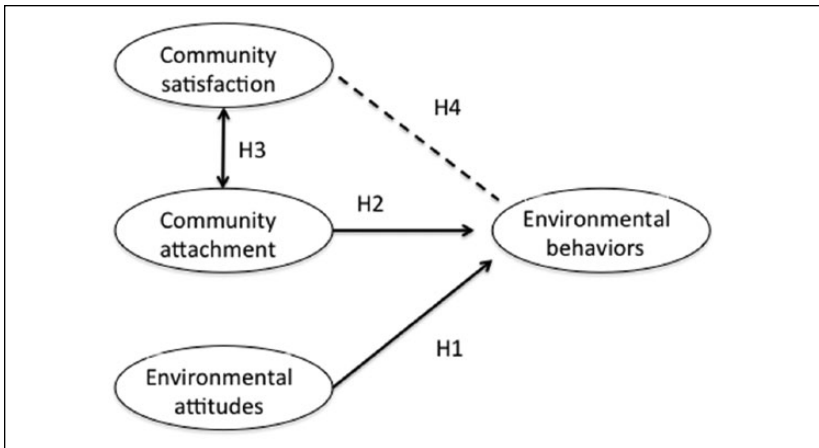 Community
satisfaction
H4
H3
Community
attachment
H2
Environmental
behaviors
H1
Environmental
attitudes